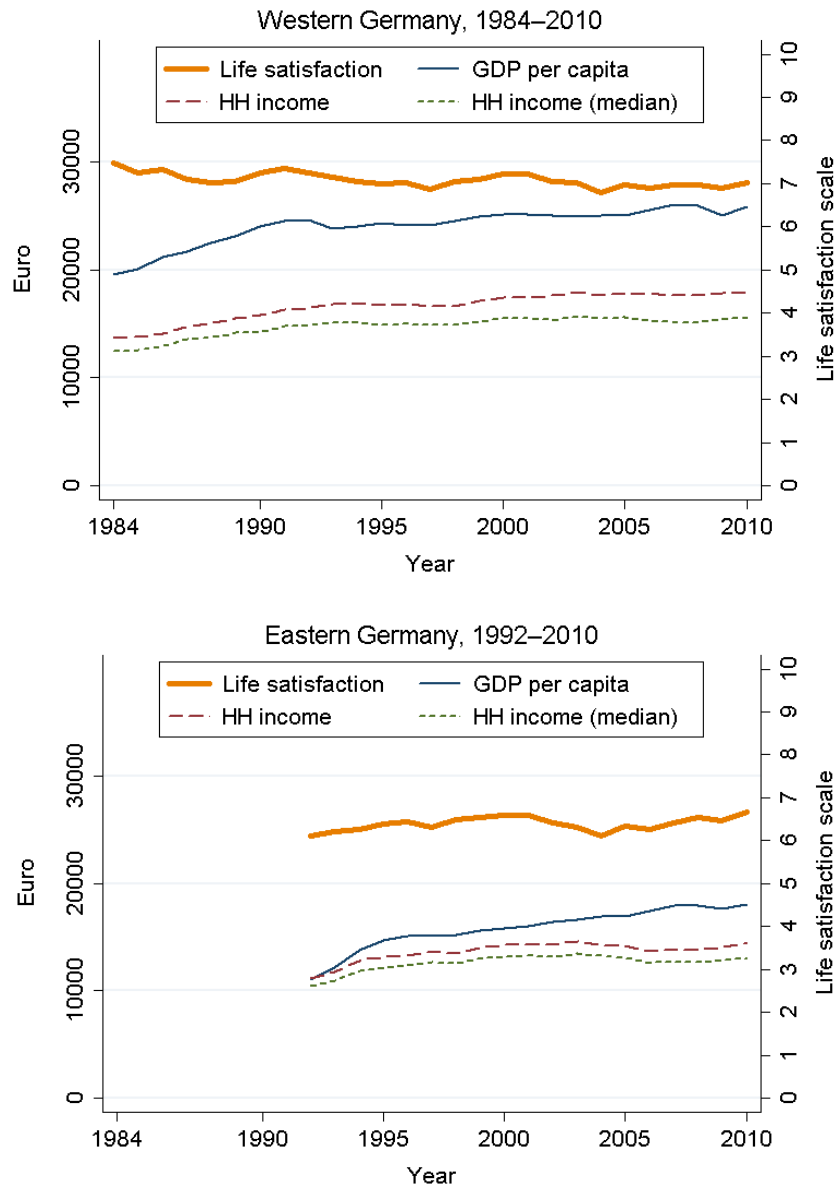 Western Germany, 1984–2010
Life satisfaction
GDP per capita
HH income
HH income (median)
Euro
30000
20000
10000
0
Life satisfaction scale
10
9
8
7
6
5
4
3
2
1
0
1984
1990
1995
2000
2005
2010
Year
Eastern Germany, 1992–2010
Life satisfaction
GDP per capita
HH income
HH income (median)
Euro
30000
20000
10000
0
Life satisfaction scale
10
9
8
7
6
5
4
3
2
1
0
1984
1990
1995
2000
2005
2010
Year